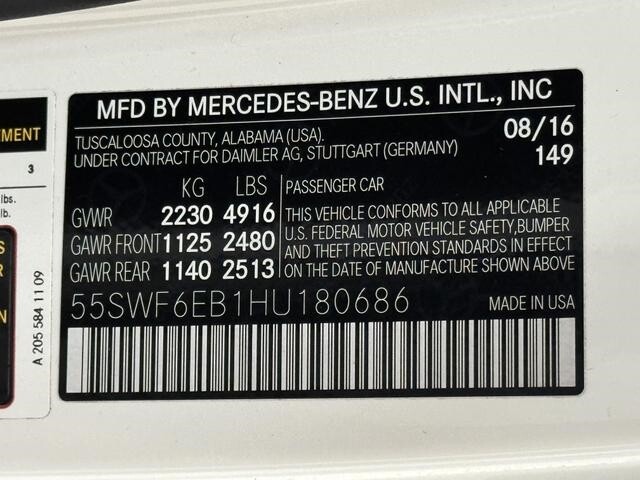 MFD BY MERCEDES-BENZ U.S. INTL., INC
TUSCALOOSA COUNTY, ALABAMA (USA).
UNDER CONTRACT FOR DAIMLER AG, STUTTGART (GERMANY)
08/16
149
KG LBS
GVWR 2230 4916
GAWR FRONT 1125 2480
GAWR REAR 1140 2513
PASSENGER CAR
THIS VEHICLE CONFORMS TO ALL APPLICABLE
U.S. FEDERAL MOTOR VEHICLE SAFETY,BUMPER
AND THEFT PREVENTION STANDARDS IN EFFECT
ON THE DATE OF MANUFACTURE SHOWN ABOVE
55SWF6EB1HU180686
MADE IN USA
3
lbs.
A 205 584 11 09